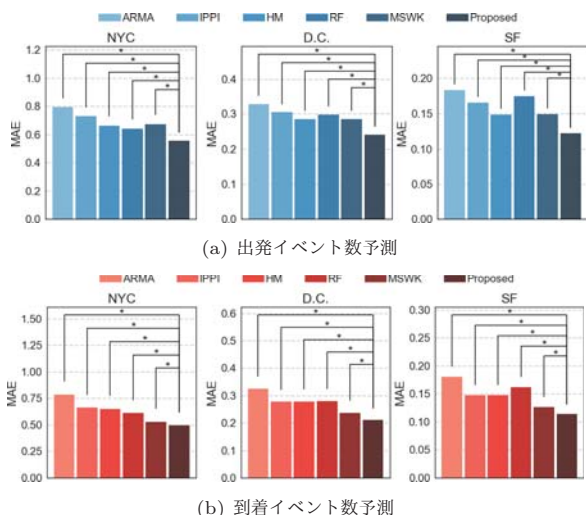 ARMA IPPI HM RF MSWK Proposed
NYC D.C. SF
MAE MAE MAE
1.2
1.0
0.8
0.6
0.4
0.2
0.0
0.4
0.3
0.2
0.1
0.0
0.20
0.15
0.10
0.05
0.00
* * * * *
* * * * *
* * * * *
(a) 出発イベント数予測
ARMA IPPI HM RF MSWK Proposed
NYC D.C. SF
MAE MAE MAE
1.50
1.25
1.00
0.75
0.50
0.25
0.00
0.6
0.5
0.4
0.3
0.2
0.1
0.0
0.30
0.25
0.20
0.15
0.10
0.05
0.00
* * * * *
* * * * *
* * * * *
(b) 到着イベント数予測